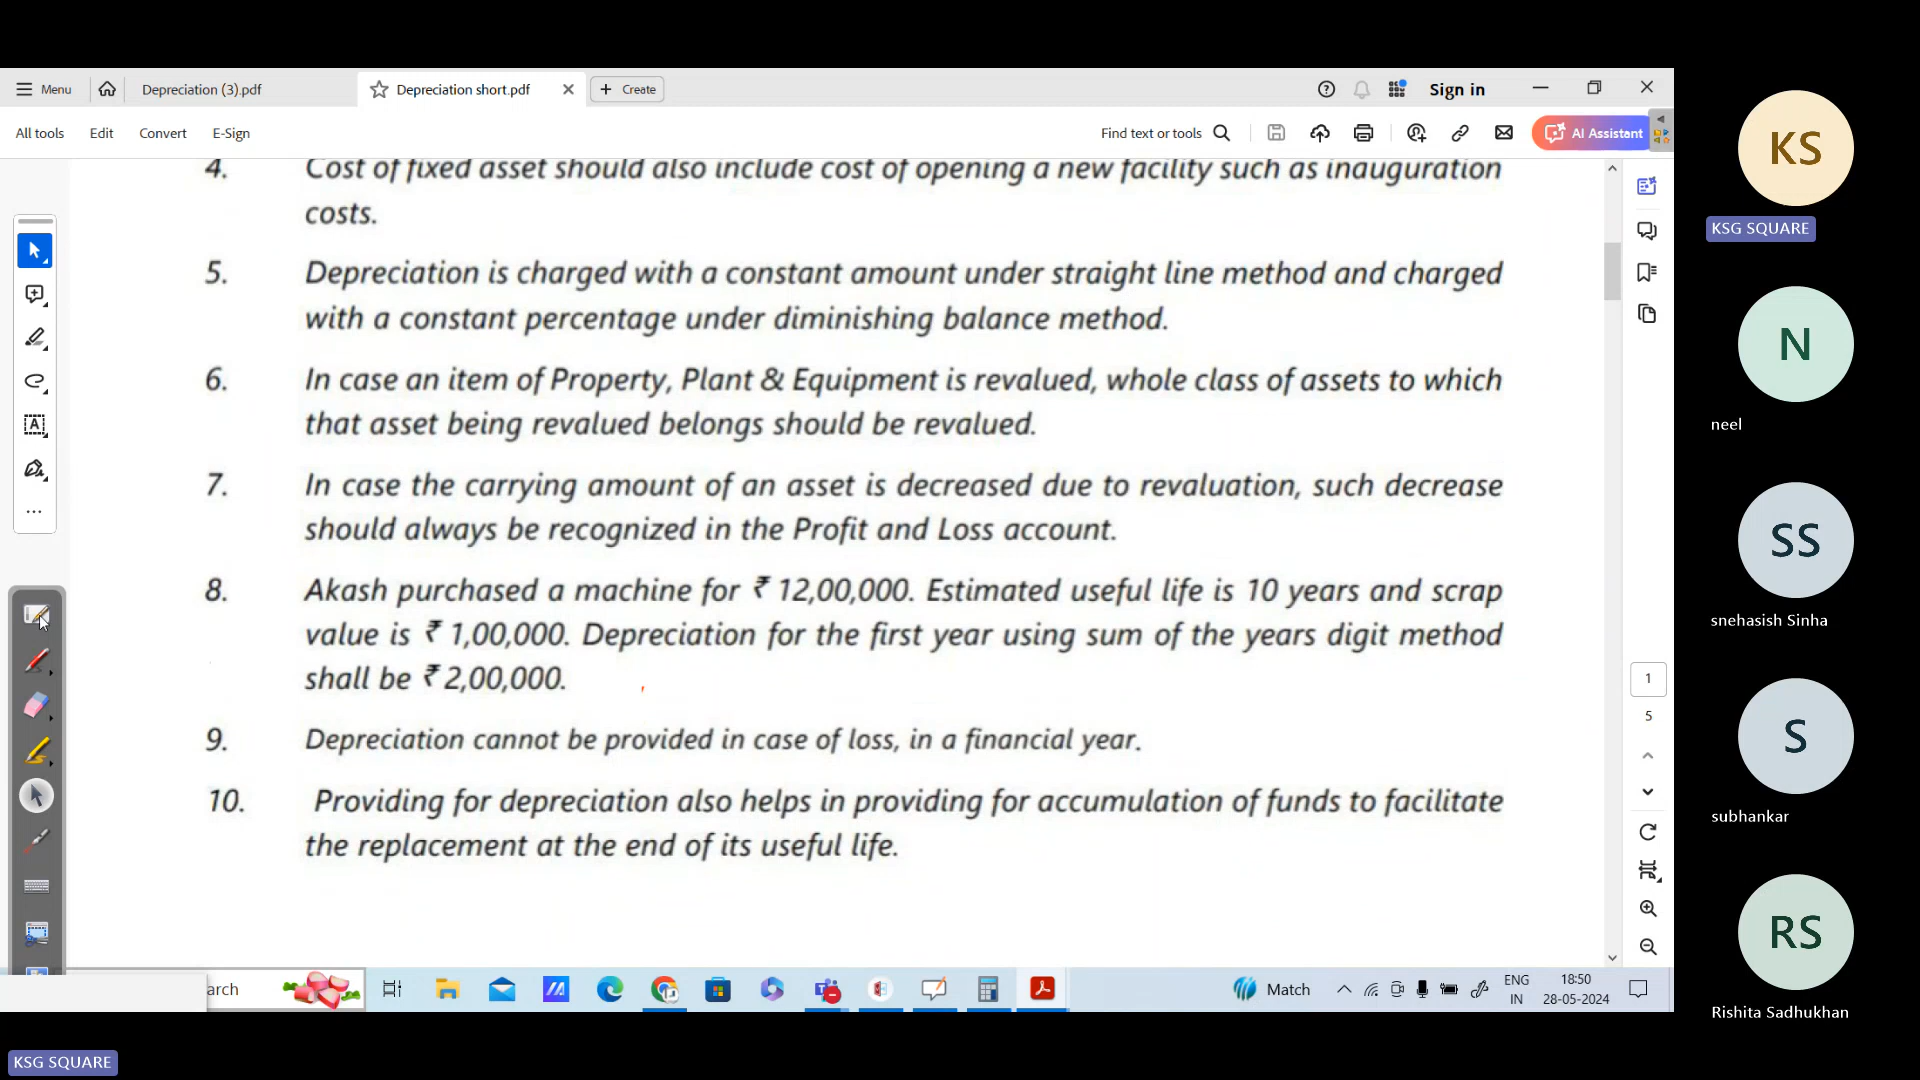 Menu
Depreciation (3).pdf
Depreciation short.pdf
Create
Sign in
All tools
Edit
Convert
E-Sign
Find text or tools
AI Assistant
4. Cost of fixed asset should also include cost of opening a new facility such as inauguration
costs.
5. Depreciation is charged with a constant amount under straight line method and charged
with a constant percentage under diminishing balance method.
6. In case an item of Property, Plant & Equipment is revalued, whole class of assets to which
that asset being revalued belongs should be revalued.
7. In case the carrying amount of an asset is decreased due to revaluation, such decrease
should always be recognized in the Profit and Loss account.
8. Akash purchased a machine for ₹ 12,00,000. Estimated useful life is 10 years and scrap
value is ₹ 1,00,000. Depreciation for the first year using sum of the years digit method
shall be ₹ 2,00,000.
9. Depreciation cannot be provided in case of loss, in a financial year.
10. Providing for depreciation also helps in providing for accumulation of funds to facilitate
the replacement at the end of its useful life.
1
5
arch
Match
ENG
IN
18:50
28-05-2024
KS
KSG SQUARE
N
neel
SS
snehasish Sinha
S
subhankar
RS
Rishita Sadhukhan
KSG SQUARE